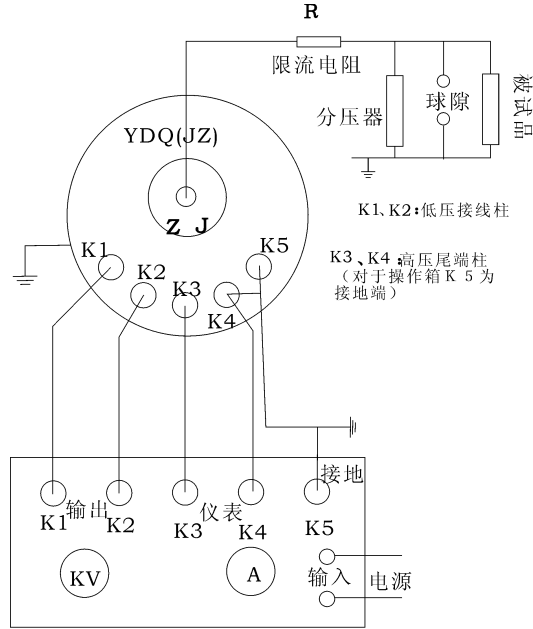 R
限流电阻
分压器
球隙
被试品
YDQ(JZ)
Z J
K1、K2:低压接线柱
K3、K4:高压尾端柱
（对于操作箱K 5为
接地端）
K1
K2
K3
K4
K5
接地
输出
仪表
K1
K2
K3
K4
K5
KV
A
输入
电源